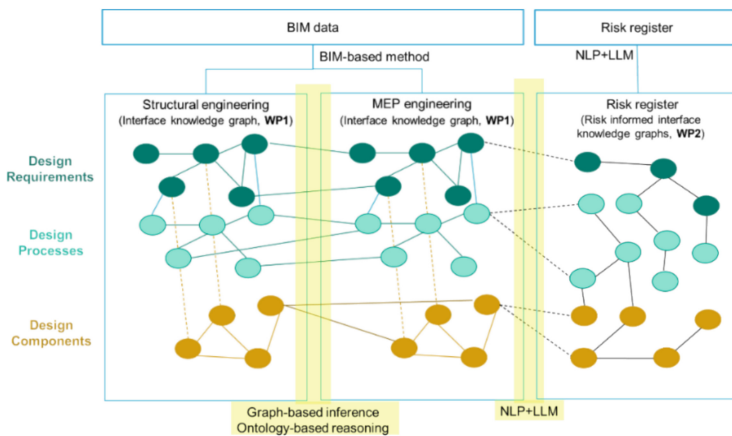 BIM data
Risk register
BIM-based method
NLP+LLM
Structural engineering
(Interface knowledge graph, WP1)
MEP engineering
(Interface knowledge graph, WP1)
Risk register
(Risk informed interface
knowledge graphs, WP2)
Design
Requirements
Design
Processes
Design
Components
Graph-based inference
Ontology-based reasoning
NLP+LLM